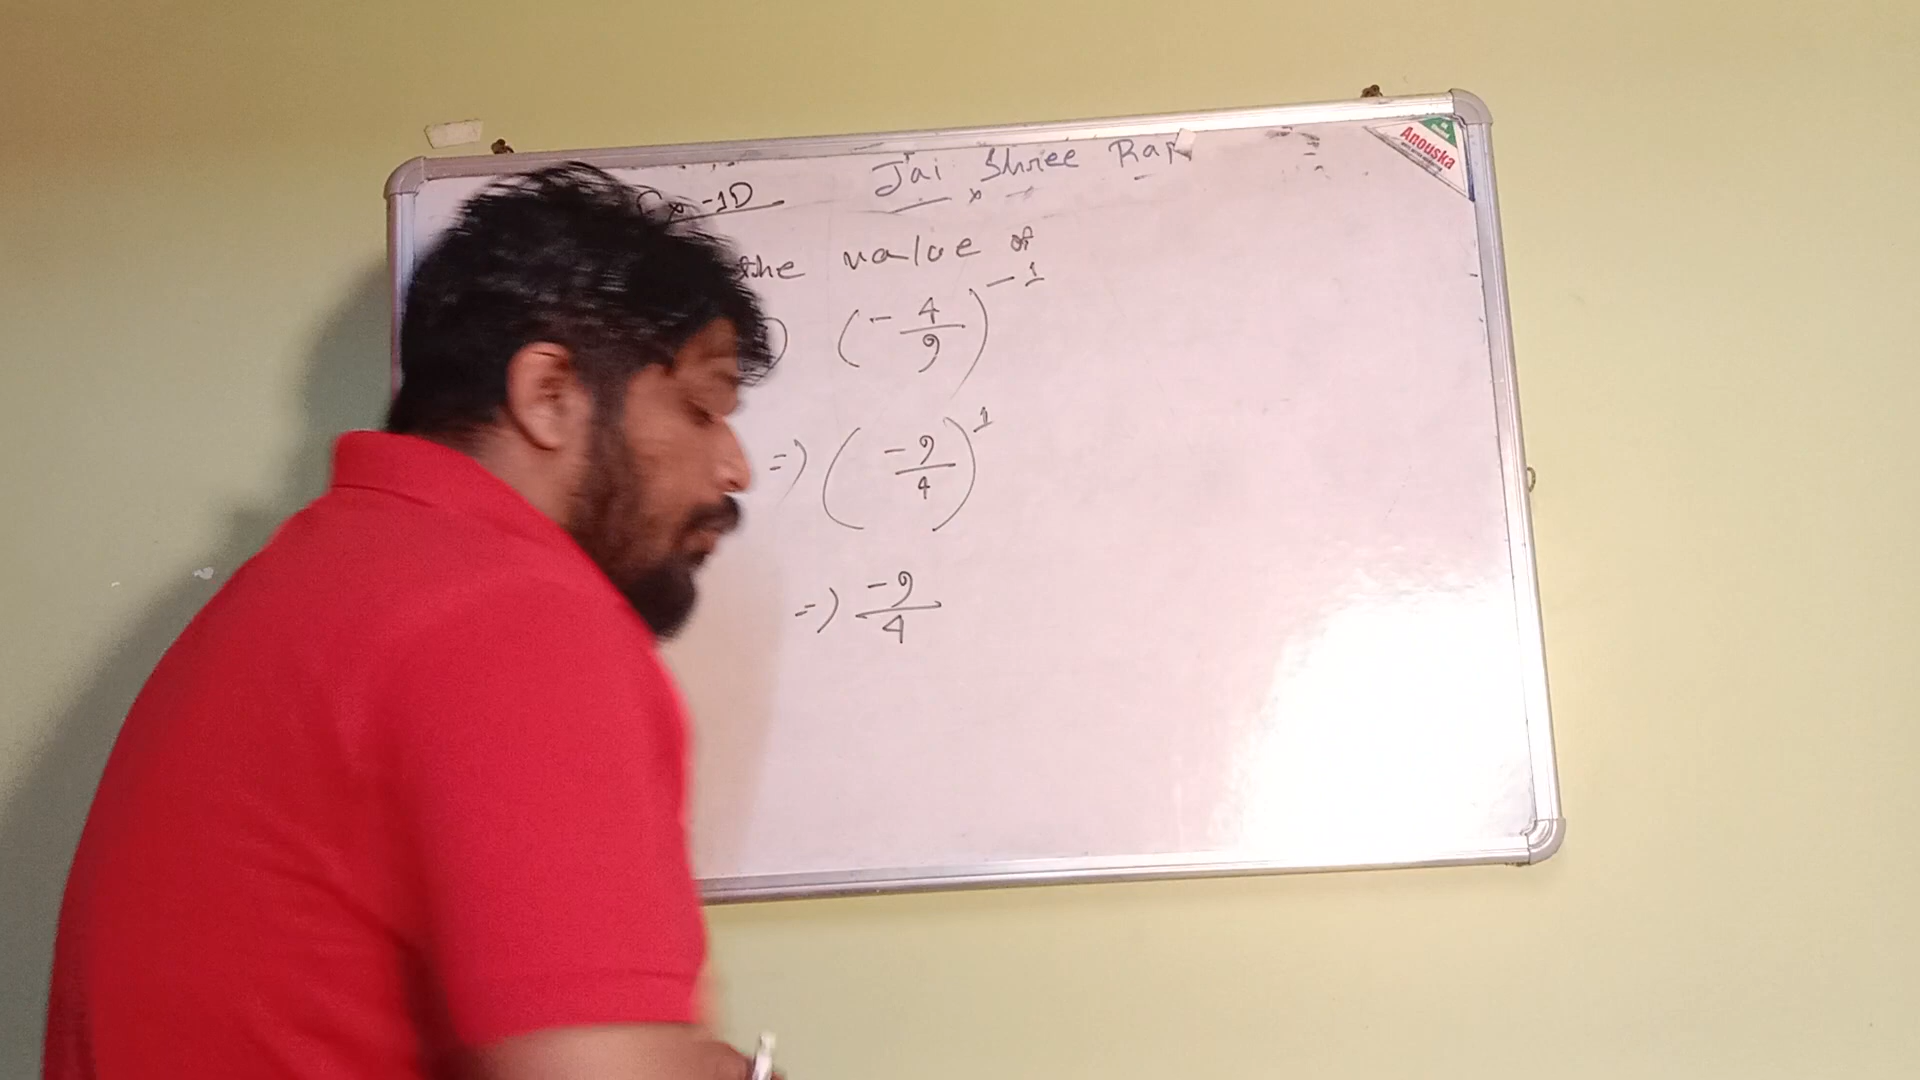 Jai Shree Ram
Ex-1D
the value of
) (-4/9)^-1
=) (-9/4)^1
=) -9/4
Anouska